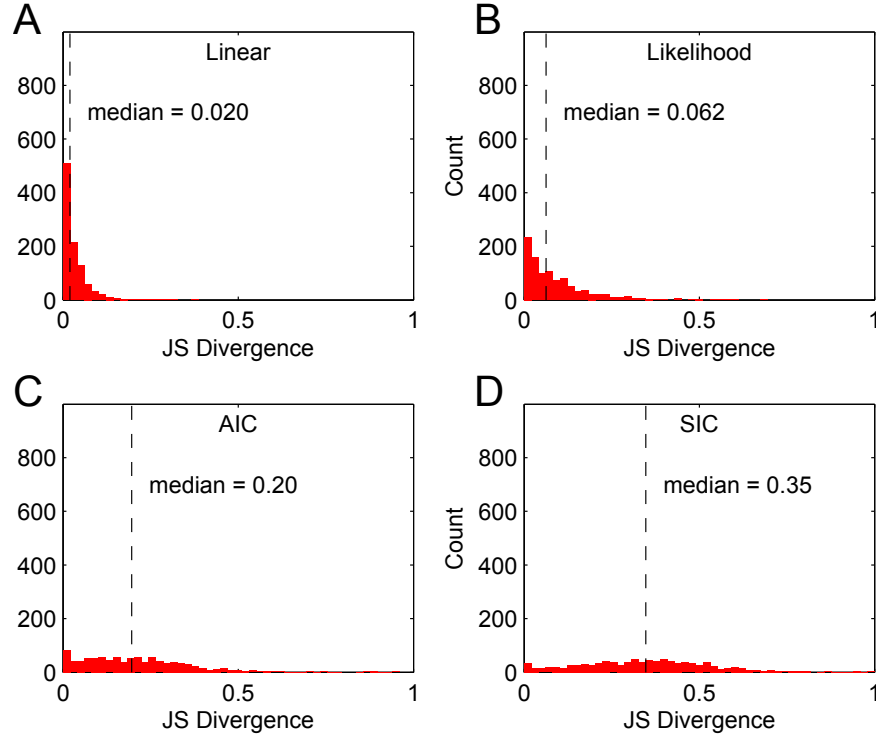 A
Linear
median = 0.020
800
600
400
200
0
0
0.5
1
JS Divergence
B
Likelihood
median = 0.062
Count
800
600
400
200
0
0
0.5
1
JS Divergence
C
AIC
median = 0.20
800
600
400
200
0
0
0.5
1
JS Divergence
D
SIC
median = 0.35
Count
800
600
400
200
0
0
0.5
1
JS Divergence